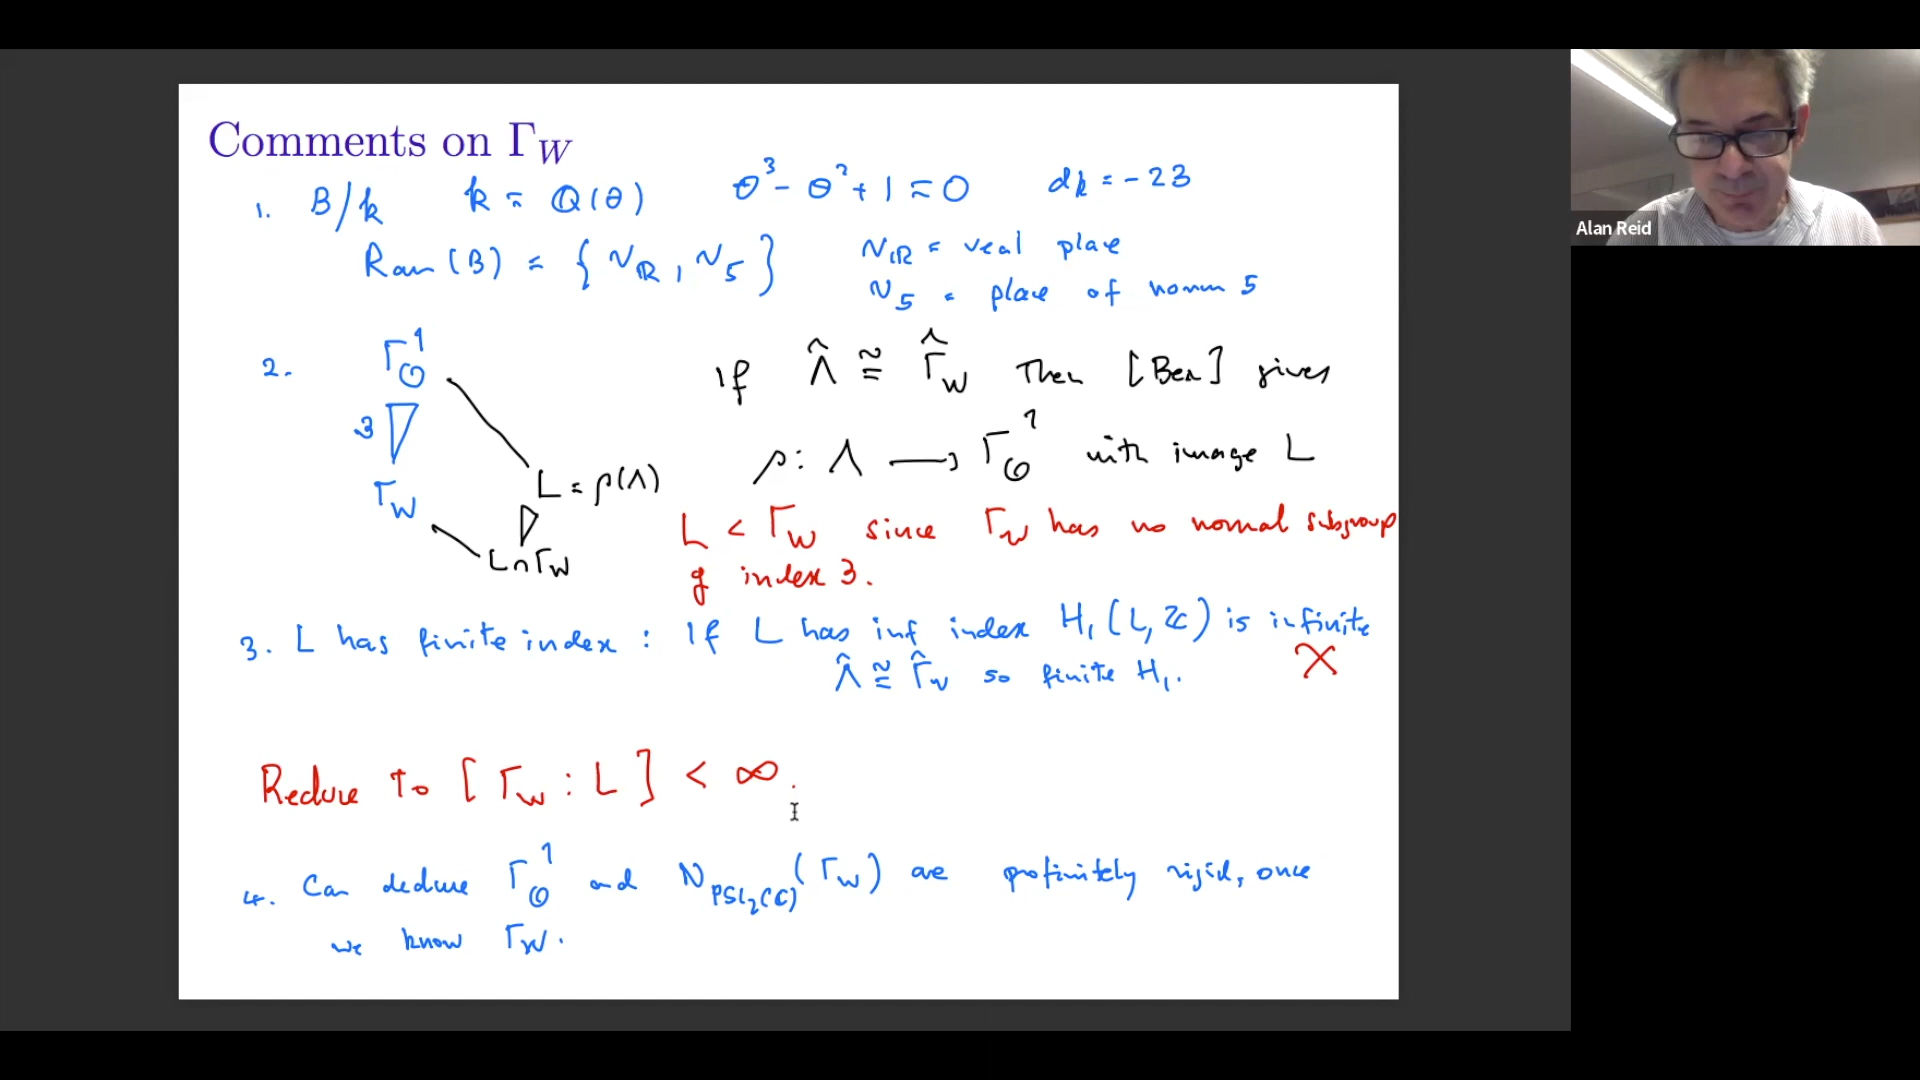 Comments on Γ_W
1. B/k k = Q(θ) θ³ - θ² + 1 = 0 d_k = -23
Ram(B) = { ν_ℝ, ν_5 } ν_ℝ = real place
ν_5 = place of norm 5
2. Γ_O^1 If Λ̂ ≅ Γ̂_W Then [Bea] gives
3 ρ: Λ → Γ_O^1 with image L
Γ_W L = ρ(Λ)
L < Γ_W since Γ_W has no normal subgroup
L ∩ Γ_W
of index 3.
3. L has finite index: If L has inf index H_1(L, ℤ) is infinite
Λ̂ ≅ Γ̂_W so finite H_1. X
Reduce to [Γ_W : L] < ∞.
4. Can deduce Γ_O^1 and N_{PSL_2(C)}(Γ_W) are profinitely rigid, once
we know Γ_W.
Alan Reid